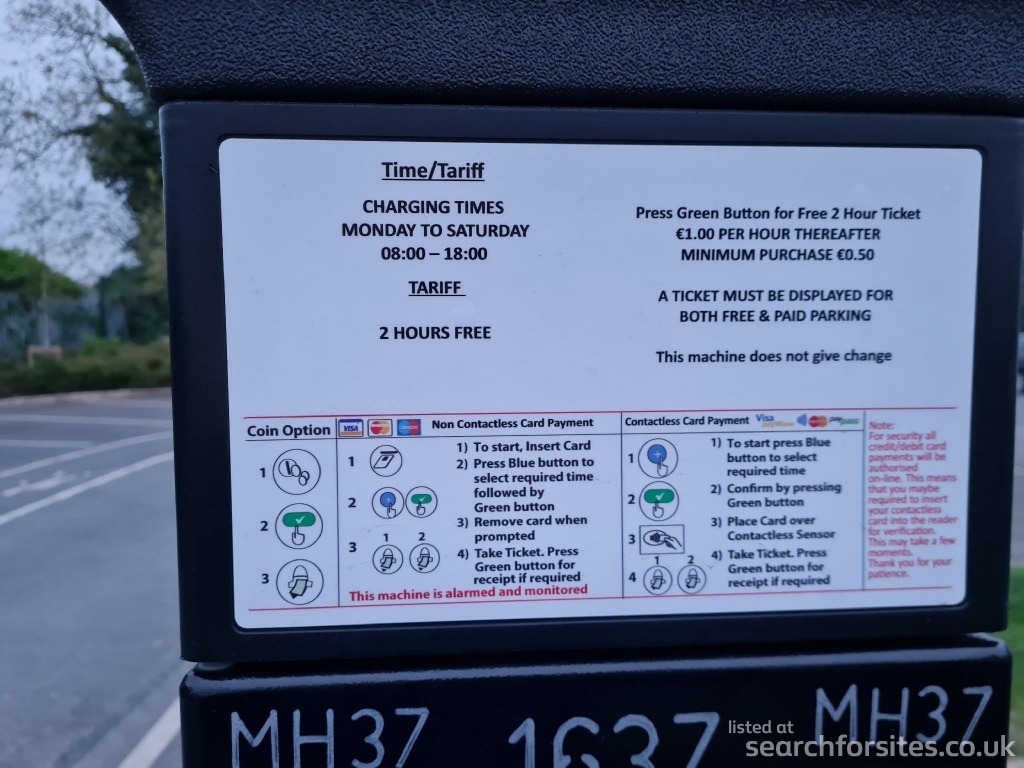 Time/Tariff
CHARGING TIMES
MONDAY TO SATURDAY
08:00 – 18:00
TARIFF
2 HOURS FREE
Press Green Button for Free 2 Hour Ticket
€1.00 PER HOUR THEREAFTER
MINIMUM PURCHASE €0.50
A TICKET MUST BE DISPLAYED FOR
BOTH FREE & PAID PARKING
This machine does not give change
Coin Option
1
2
3
VISA
Non Contactless Card Payment
1
2
3
1 2
1) To start, Insert Card
2) Press Blue button to
select required time
followed by
Green button
3) Remove card when
prompted
4) Take Ticket. Press
Green button for
receipt if required
This machine is alarmed and monitored
Contactless Card Payment
Visa
payWave
paypass
1
2
3
1 2
4
1) To start press Blue
button to select
required time
2) Confirm by pressing
Green button
3) Place Card over
Contactless Sensor
4) Take Ticket. Press
Green button for
receipt if required
Note:
For security all
credit/debit card
payments will be
authorised
on-line. This means
that you maybe
required to insert
your contactless
card into the reader
for verification.
This may take a few
moments.
Thank you for your
patience.
MH37
1637
MH37
listed at
searchforsites.co.uk